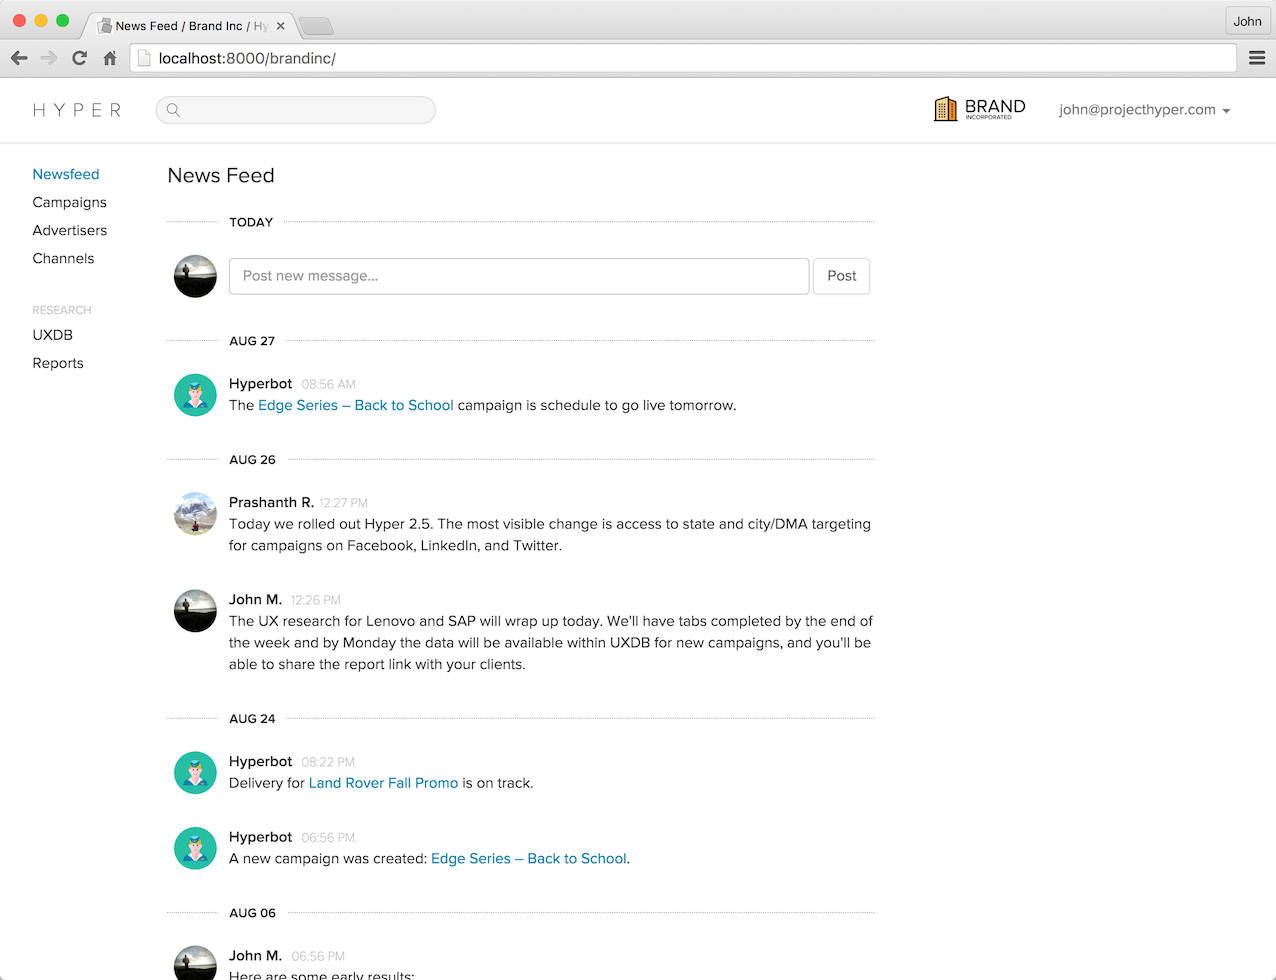 News Feed / Brand Inc / Hy
John
localhost:8000/brandinc/
HYPER
BRAND
INCORPORATED
john@projecthyper.com
Newsfeed
Campaigns
Advertisers
Channels
RESEARCH
UXDB
Reports
News Feed
TODAY
Post new message...
Post
AUG 27
Hyperbot 08:56 AM
The Edge Series – Back to School campaign is schedule to go live tomorrow.
AUG 26
Prashanth R. 12:27 PM
Today we rolled out Hyper 2.5. The most visible change is access to state and city/DMA targeting
for campaigns on Facebook, LinkedIn, and Twitter.
John M. 12:26 PM
The UX research for Lenovo and SAP will wrap up today. We'll have tabs completed by the end of
the week and by Monday the data will be available within UXDB for new campaigns, and you'll be
able to share the report link with your clients.
AUG 24
Hyperbot 08:22 PM
Delivery for Land Rover Fall Promo is on track.
Hyperbot 06:56 PM
A new campaign was created: Edge Series – Back to School.
AUG 06
John M. 06:56 PM
Here are some early results: